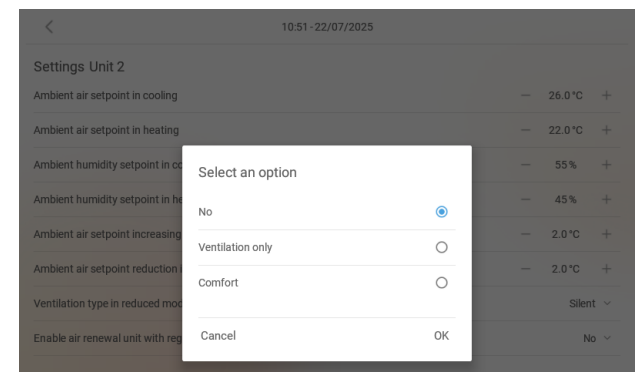 10:51-22/07/2025
Settings Unit 2
Ambient air setpoint in cooling
26.0°C
Ambient air setpoint in heating
22.0°C
Ambient humidity setpoint in co
55%
Ambient humidity setpoint in he
45%
Ambient air setpoint increasing
2.0°C
Ambient air setpoint reduction i
2.0°C
Ventilation type in reduced mod
Silent
Enable air renewal unit with reg
No
Select an option
No
Ventilation only
Comfort
Cancel
OK